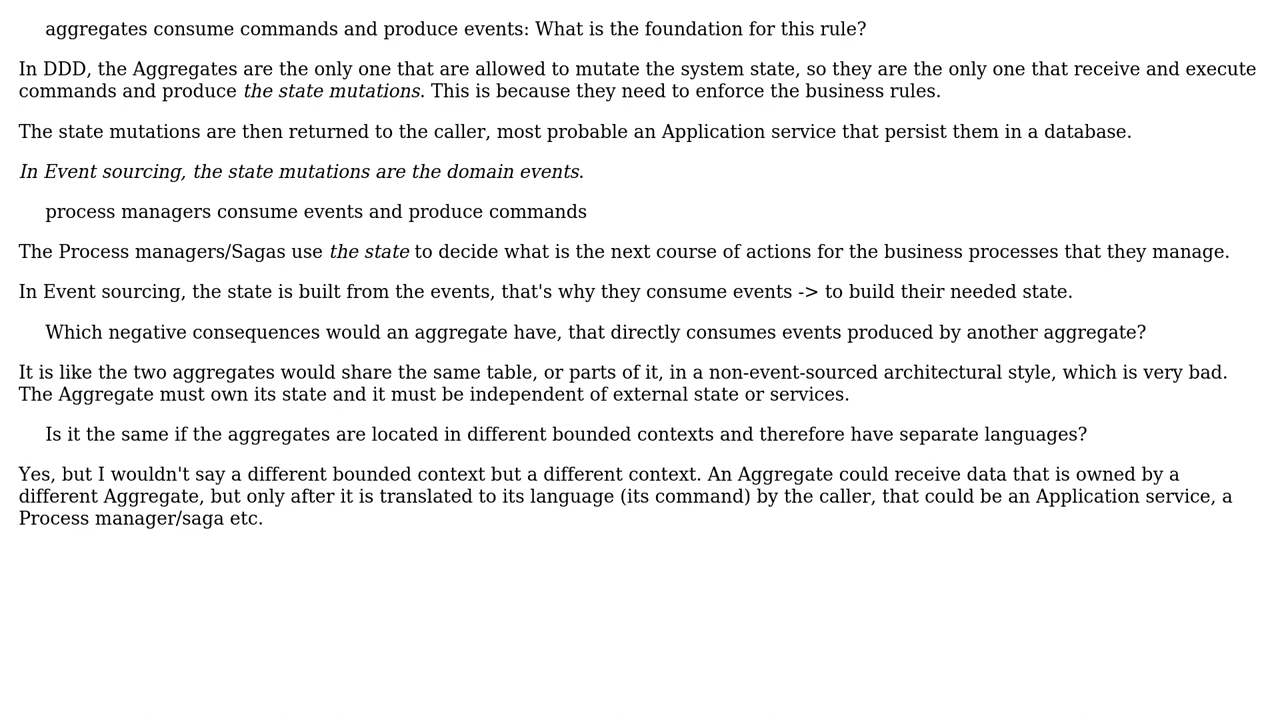 aggregates consume commands and produce events: What is the foundation for this rule?
In DDD, the Aggregates are the only one that are allowed to mutate the system state, so they are the only one that receive and execute
commands and produce the state mutations. This is because they need to enforce the business rules.
The state mutations are then returned to the caller, most probable an Application service that persist them in a database.
In Event sourcing, the state mutations are the domain events.
process managers consume events and produce commands
The Process managers/Sagas use the state to decide what is the next course of actions for the business processes that they manage.
In Event sourcing, the state is built from the events, that's why they consume events -> to build their needed state.
Which negative consequences would an aggregate have, that directly consumes events produced by another aggregate?
It is like the two aggregates would share the same table, or parts of it, in a non-event-sourced architectural style, which is very bad.
The Aggregate must own its state and it must be independent of external state or services.
Is it the same if the aggregates are located in different bounded contexts and therefore have separate languages?
Yes, but I wouldn't say a different bounded context but a different context. An Aggregate could receive data that is owned by a
different Aggregate, but only after it is translated to its language (its command) by the caller, that could be an Application service, a
Process manager/saga etc.